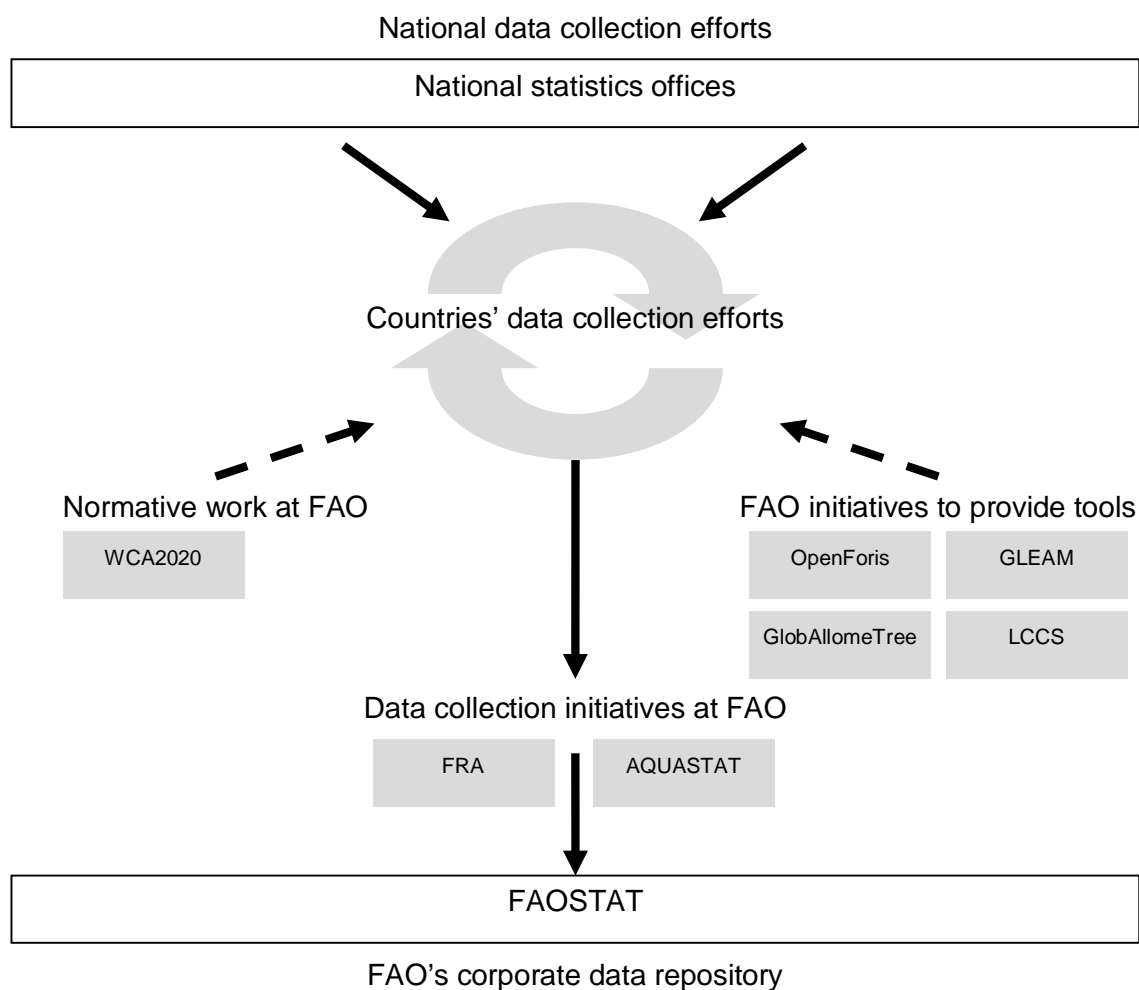 National data collection efforts
National statistics offices
Countries’ data collection efforts
Normative work at FAO
WCA2020
FAO initiatives to provide tools
OpenForis
GLEAM
GlobAllomeTree
LCCS
Data collection initiatives at FAO
FRA
AQUASTAT
FAOSTAT
FAO’s corporate data repository